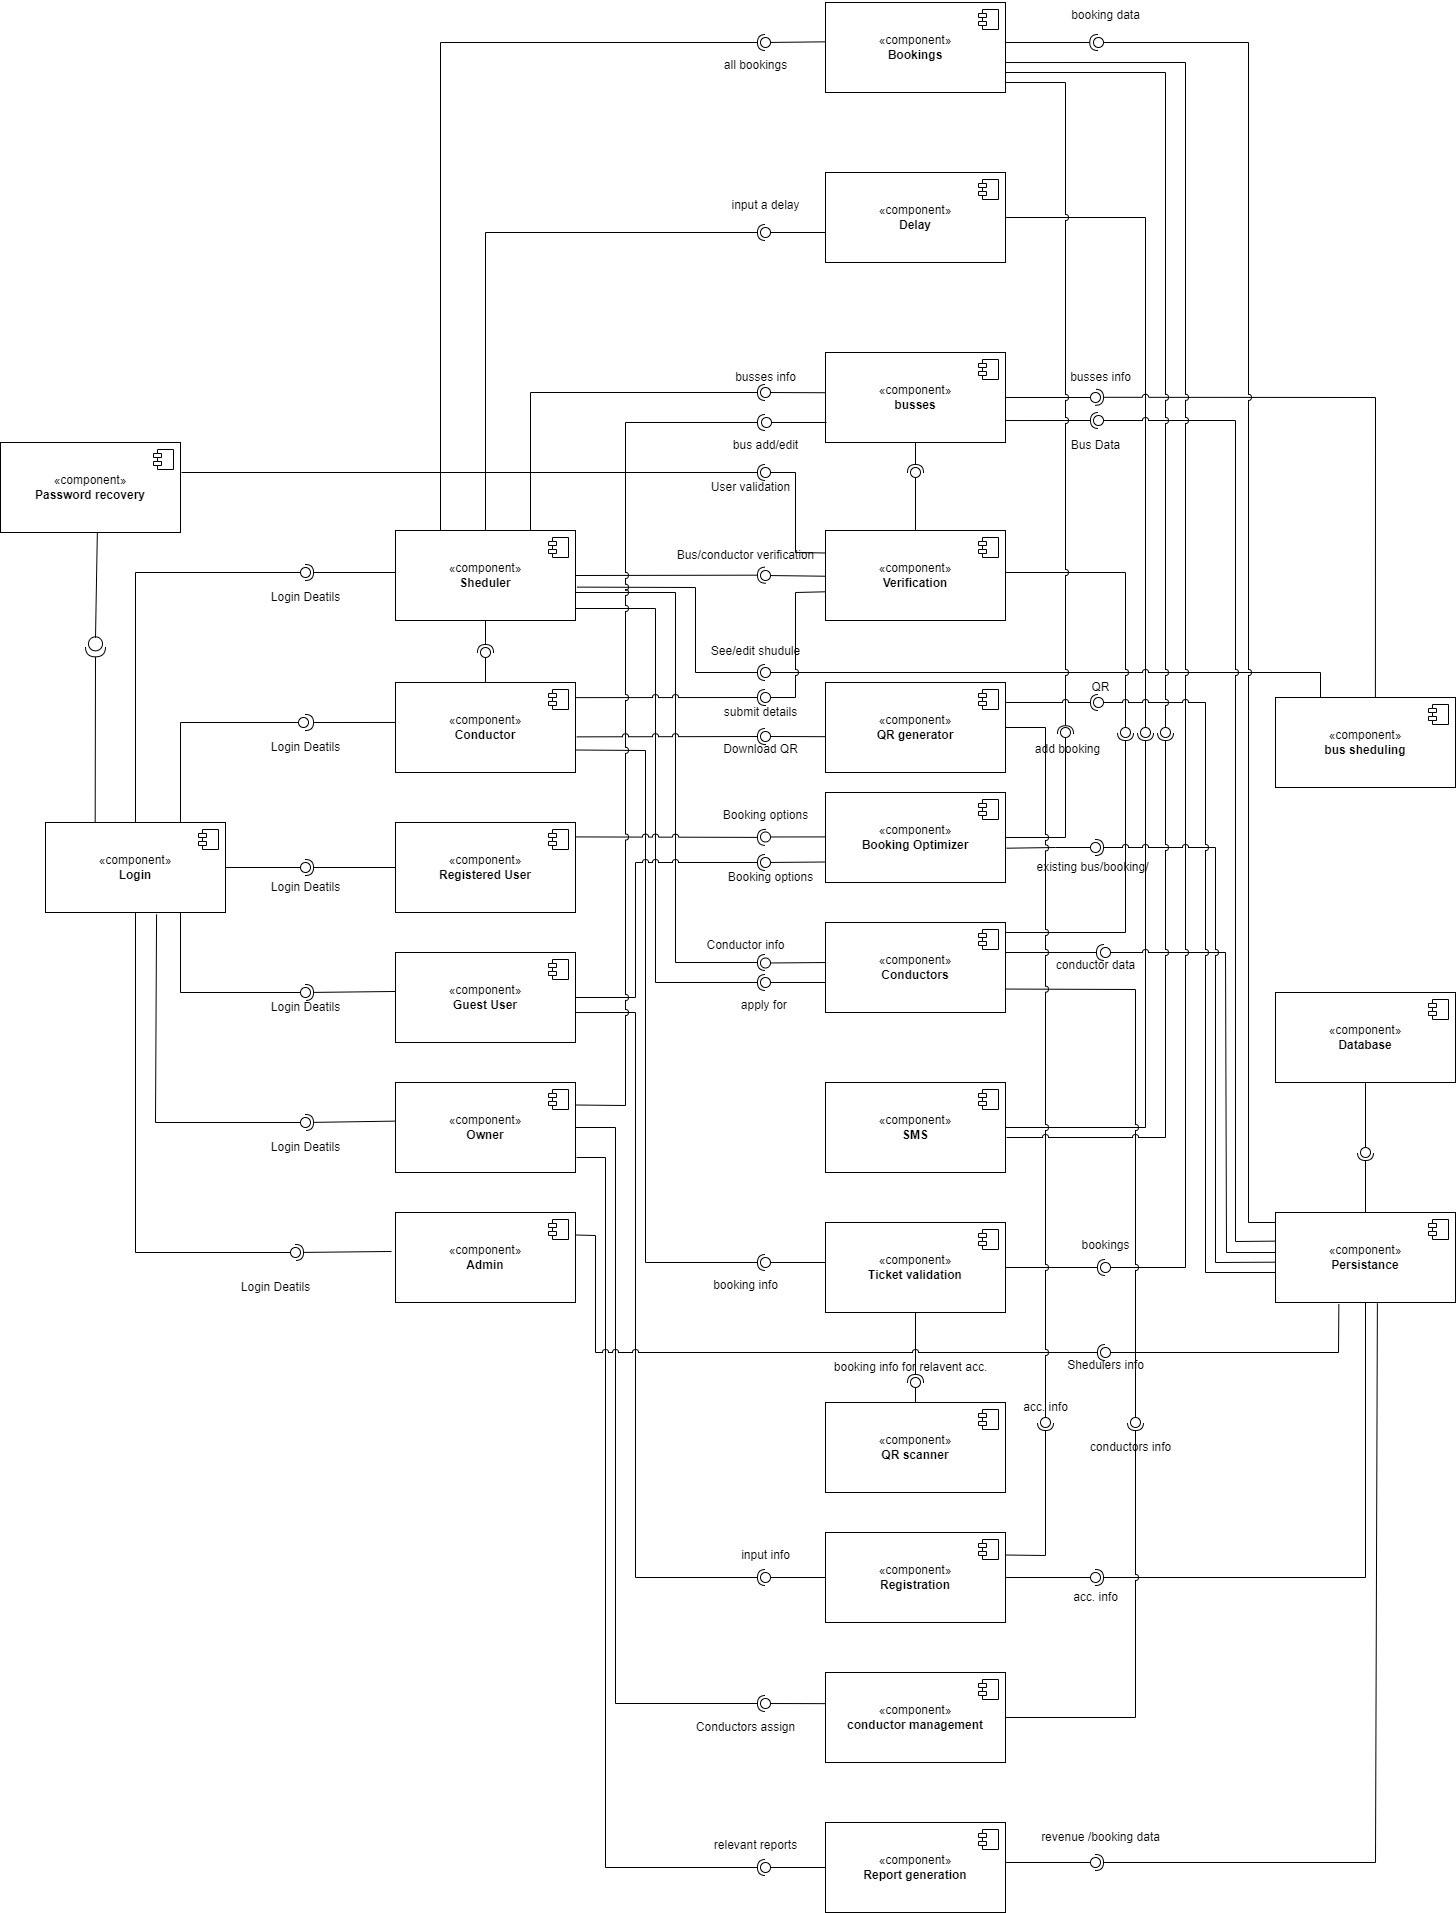 booking data
«component»
Bookings
all bookings
input a delay
«component»
Delay
busses info
busses info
«component»
busses
bus add/edit
Bus Data
«component»
Password recovery
User validation
Bus/conductor verification
«component»
Sheduler
«component»
Verification
Login Deatils
See/edit shudule
QR
submit details
«component»
Conductor
«component»
QR generator
«component»
bus sheduling
Login Deatils
Download QR
add booking
Booking options
«component»
Login
«component»
Registered User
«component»
Booking Optimizer
existing bus/booking/
Login Deatils
Booking options
Conductor info
«component»
Conductors
conductor data
«component»
Guest User
Login Deatils
apply for
«component»
Database
«component»
Owner
«component»
SMS
Login Deatils
bookings
«component»
Admin
«component»
Ticket validation
«component»
Persistance
Login Deatils
booking info
booking info for relavent acc.
Shedulers info
acc. info
«component»
QR scanner
conductors info
input info
«component»
Registration
acc. info
«component»
conductor management
Conductors assign
relevant reports
revenue /booking data
«component»
Report generation